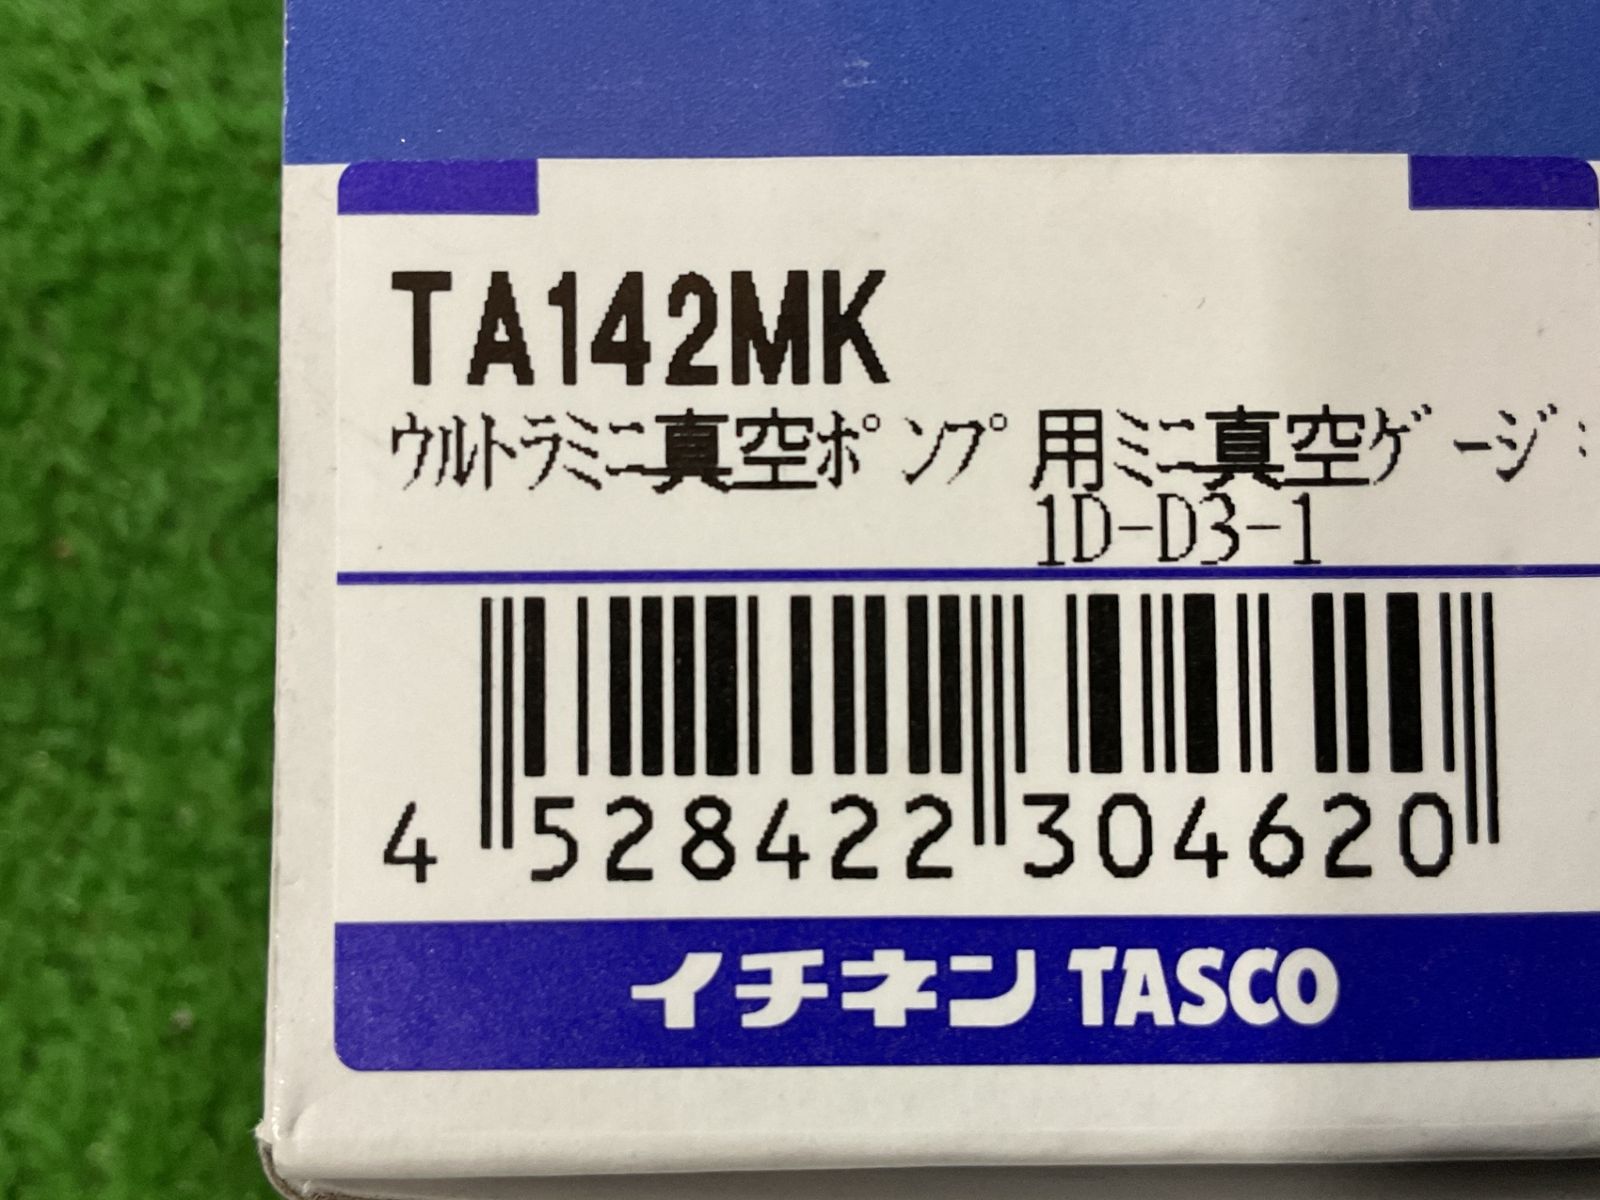 TA142MK
ウルトラミニ真空ポンプ用ミニ真空ゲージ
1D-D3-1
4 528422 304620
イチネン TASCO